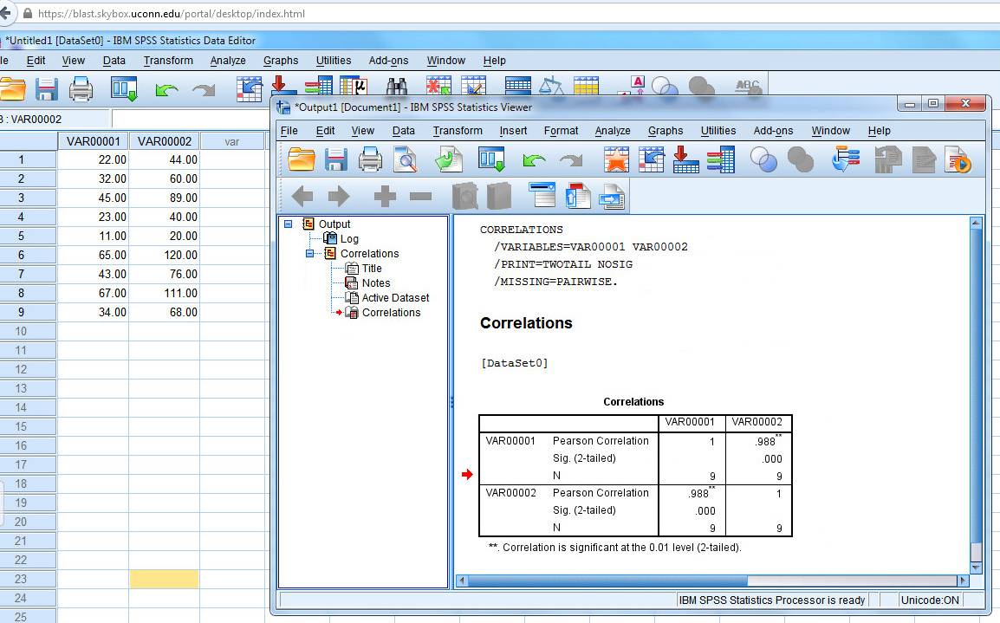 https://blast.skybox.uconn.edu/portal/desktop/index.html
*Untitled1 [DataSet0] - IBM SPSS Statistics Data Editor
le Edit View Data Transform Analyze Graphs Utilities Add-ons Window Help
μ A ABC
3 : VAR00002
VAR00001 VAR00002 var
1 22.00 44.00
2 32.00 60.00
3 45.00 89.00
4 23.00 40.00
5 11.00 20.00
6 65.00 120.00
7 43.00 76.00
8 67.00 111.00
9 34.00 68.00
10
11
12
13
14
15
16
17
18
19
20
21
22
23
24
25
*Output1 [Document1] - IBM SPSS Statistics Viewer
File Edit View Data Transform Insert Format Analyze Graphs Utilities Add-ons Window Help
Output
Log
Correlations
Title
Notes
Active Dataset
Correlations
CORRELATIONS
/VARIABLES=VAR00001 VAR00002
/PRINT=TWOTAIL NOSIG
/MISSING=PAIRWISE.
Correlations
[DataSet0]
Correlations
VAR00001 VAR00002
VAR00001 Pearson Correlation 1 .988**
Sig. (2-tailed) .000
N 9 9
VAR00002 Pearson Correlation .988** 1
Sig. (2-tailed) .000
N 9 9
**. Correlation is significant at the 0.01 level (2-tailed).
IBM SPSS Statistics Processor is ready Unicode:ON